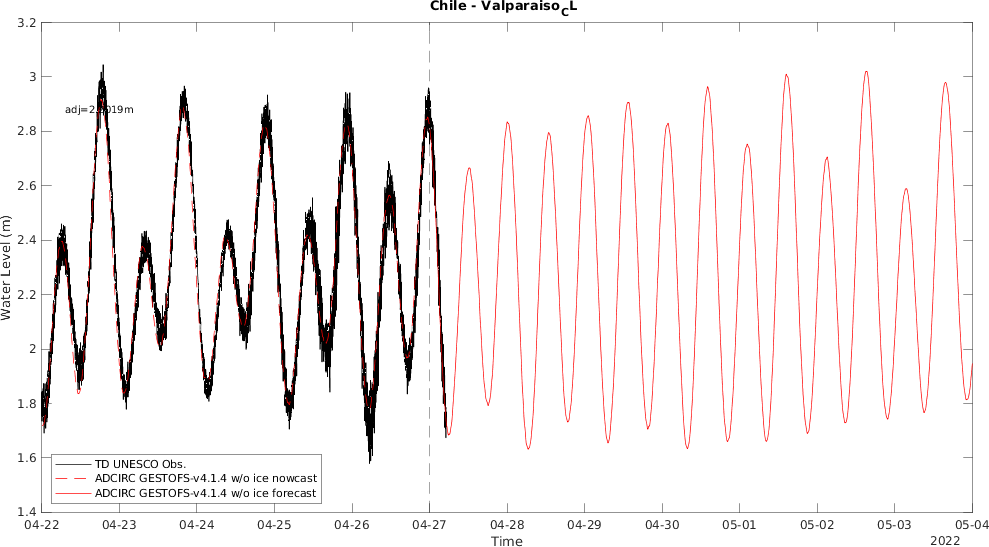 Chile - Valparaiso_CL
3.2
3
2.8
2.6
2.4
2.2
2
1.8
1.6
1.4
Water Level (m)
TD UNESCO Obs.
ADCIRC GESTOFS-v4.1.4 w/o ice nowcast
ADCIRC GESTOFS-v4.1.4 w/o ice forecast
04-22 04-23 04-24 04-25 04-26 04-27 04-28 04-29 04-30 05-01 05-02 05-03 05-04
Time
2022